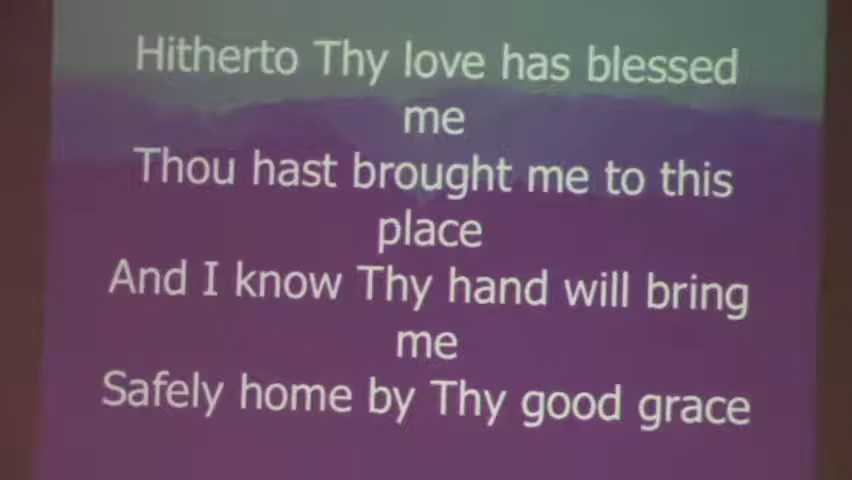 Hitherto Thy love has blessed
me
Thou hast brought me to this
place
And I know Thy hand will bring
me
Safely home by Thy good grace